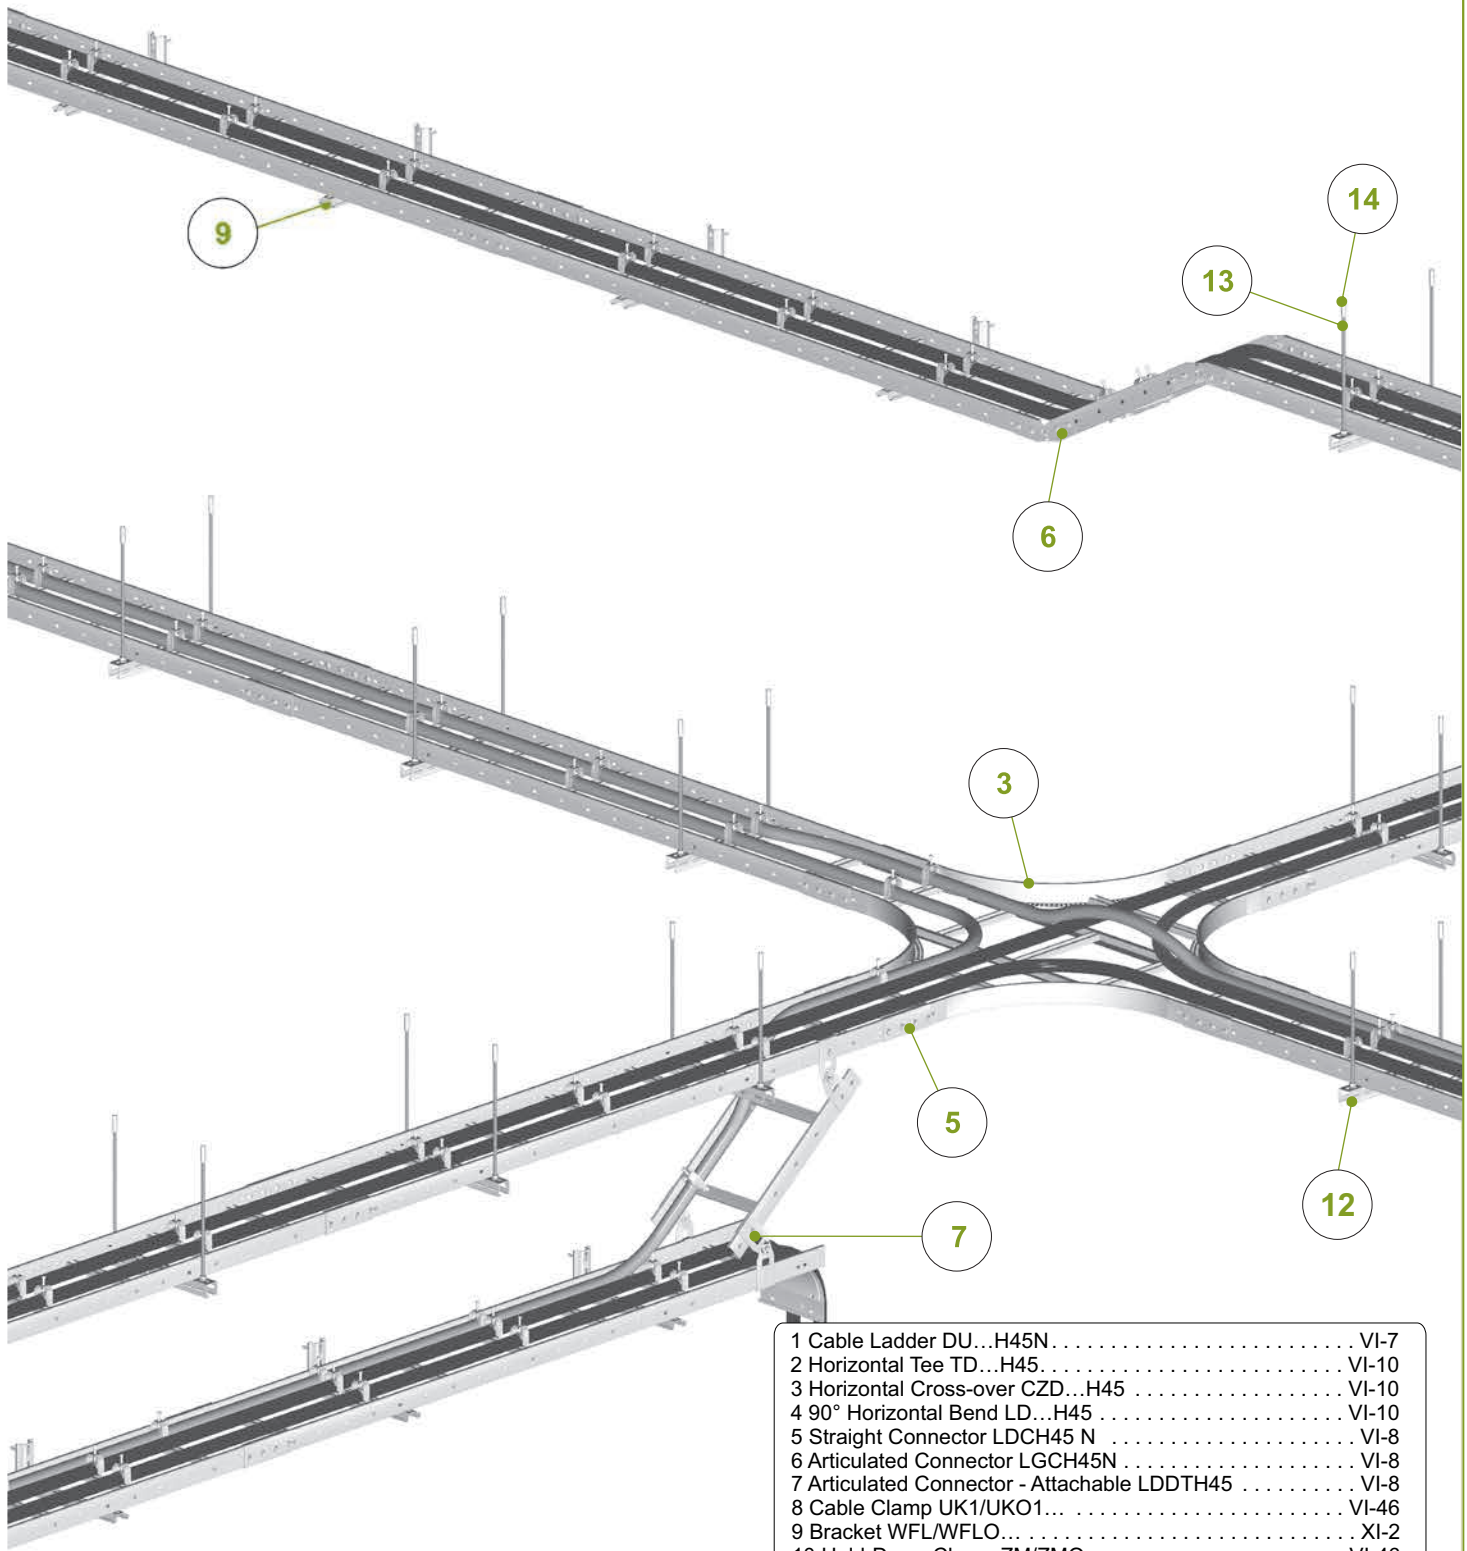 14
13
9
6
3
5
12
7
1 Cable Ladder DU…H45N . . . . . . . . . . . . . . . . . . . . . . . . . . VI-7
2 Horizontal Tee TD…H45. . . . . . . . . . . . . . . . . . . . . . . . . . VI-10
3 Horizontal Cross-over CZD…H45 . . . . . . . . . . . . . . . . . . VI-10
4 90° Horizontal Bend LD…H45 . . . . . . . . . . . . . . . . . . . . . VI-10
5 Straight Connector LDCH45 N . . . . . . . . . . . . . . . . . . . . . VI-8
6 Articulated Connector LGCH45N . . . . . . . . . . . . . . . . . . . . VI-8
7 Articulated Connector - Attachable LDDTH45 . . . . . . . . . . VI-8
8 Cable Clamp UK1/UKO1… . . . . . . . . . . . . . . . . . . . . . . . . VI-46
9 Bracket WFL/WFLO… . . . . . . . . . . . . . . . . . . . . . . . . . . . . XI-2